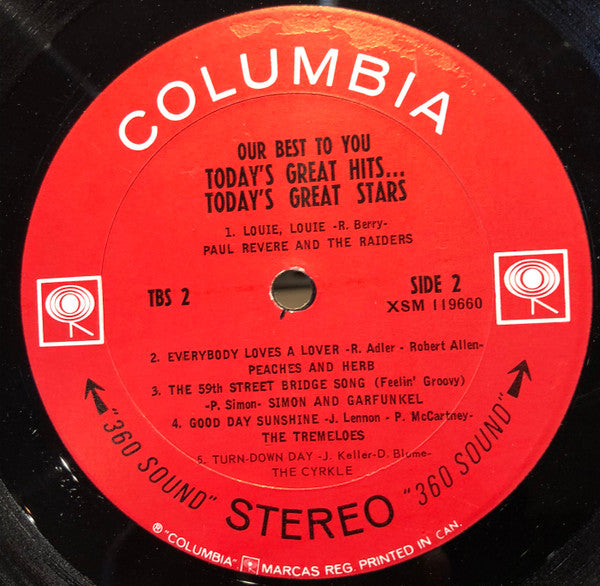 COLUMBIA
OUR BEST TO YOU
TODAY'S GREAT HITS...
TODAY'S GREAT STARS
1. LOUIE, LOUIE -R. Berry-
PAUL REVERE AND THE RAIDERS
TBS 2
SIDE 2
XSM 119660
2. EVERYBODY LOVES A LOVER -R. Adler - Robert Allen-
PEACHES AND HERB
3. THE 59th STREET BRIDGE SONG (Feelin' Groovy)
-P. Simon- SIMON AND GARFUNKEL
4. GOOD DAY SUNSHINE -J. Lennon - P. McCartney-
THE TREMELOES
5. TURN-DOWN DAY -J. Keller-D. Blume-
THE CYRKLE
"360 SOUND" STEREO "360 SOUND"
® "COLUMBIA" MARCAS REG. PRINTED IN CAN.